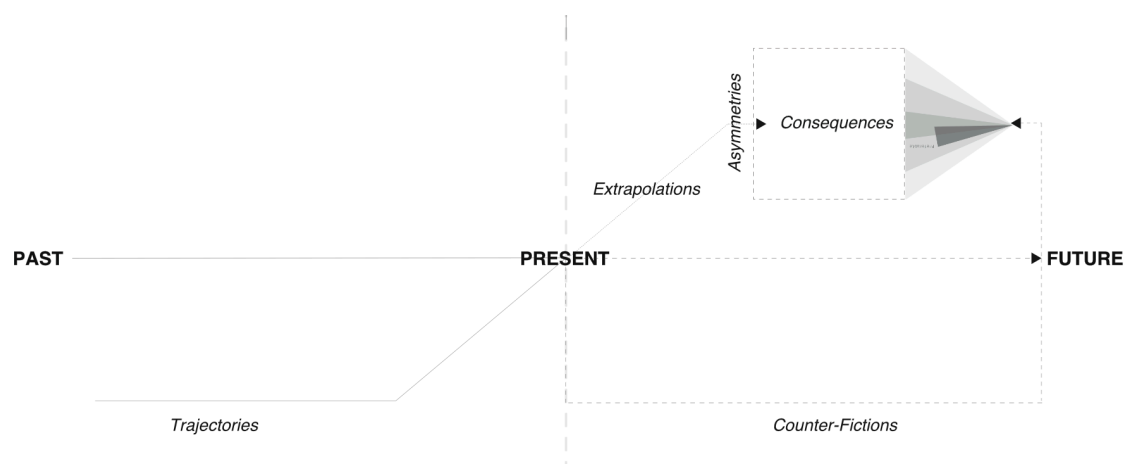 Asymmetries
Consequences
Extrapolations
PAST
PRESENT
FUTURE
Trajectories
Counter-Fictions